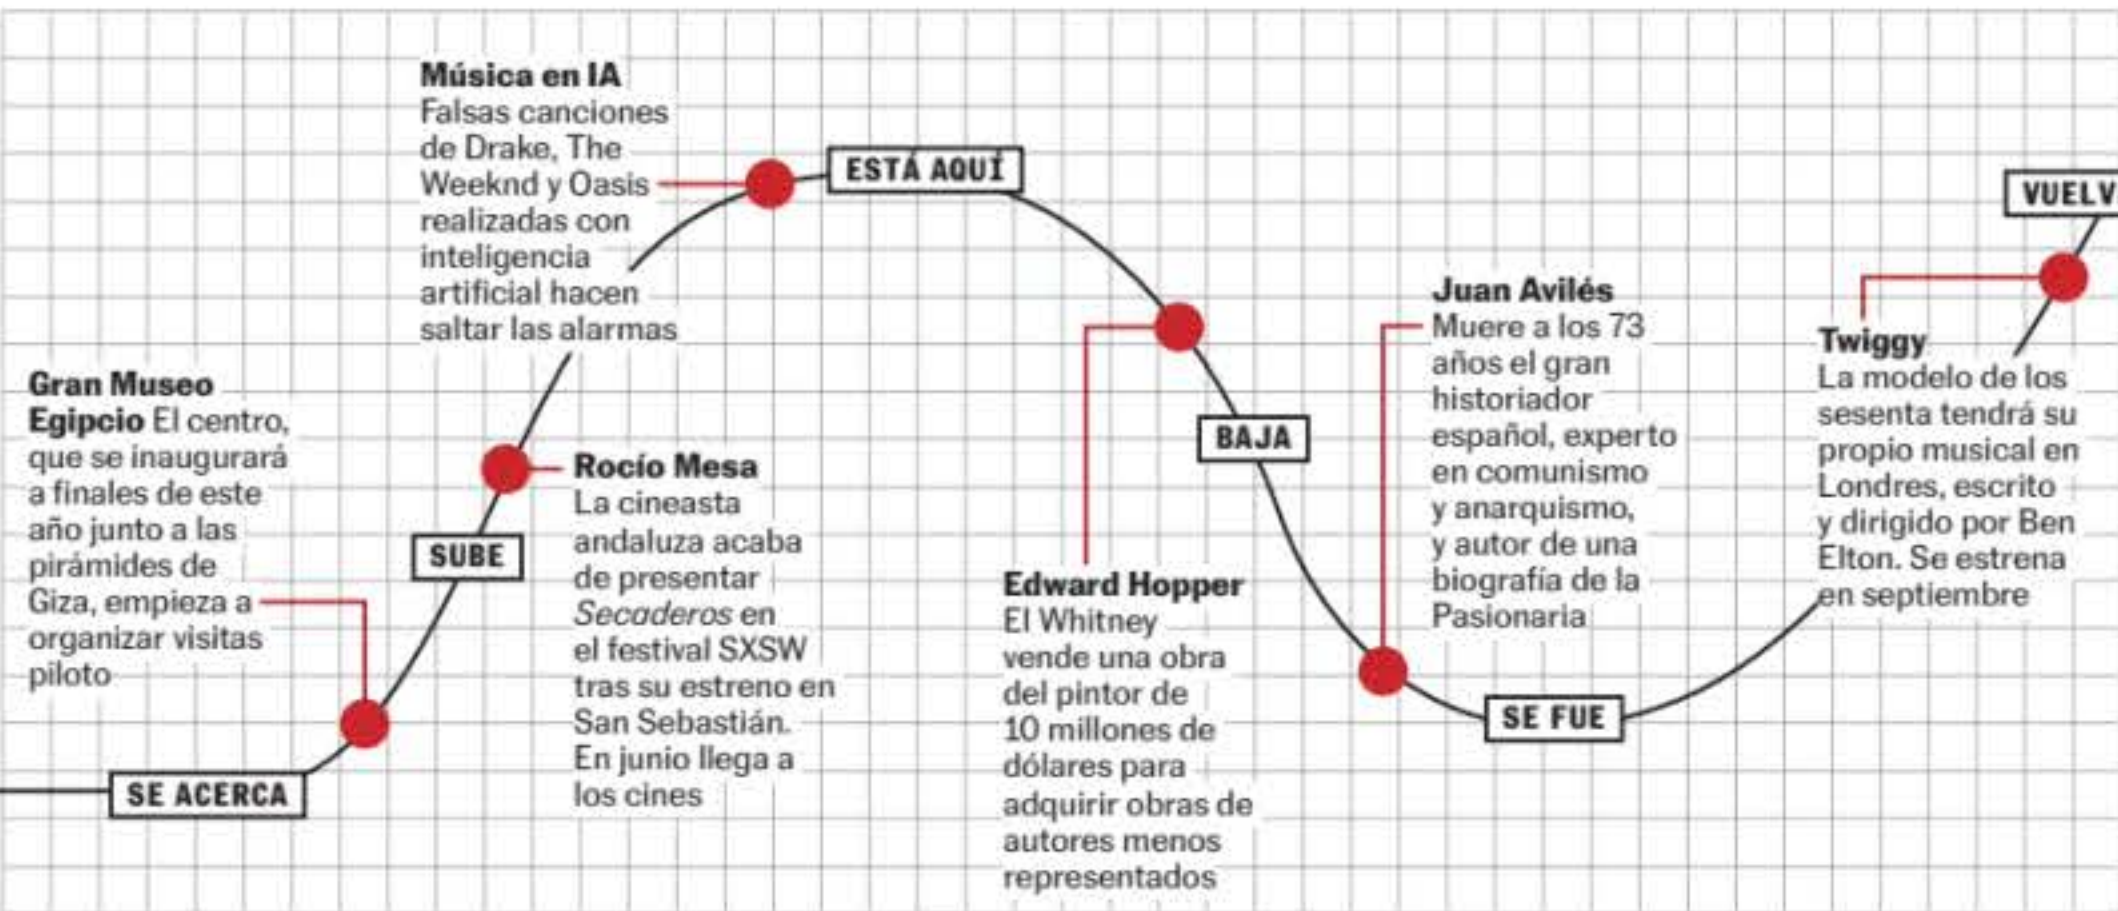 Música en IA
Falsas canciones
de Drake, The
Weeknd y Oasis
realizadas con
inteligencia
artificial hacen
saltar las alarmas
ESTÁ AQUÍ
VUELV
Gran Museo
Egipcio El centro,
que se inaugurará
a finales de este
año junto a las
pirámides de
Giza, empieza a
organizar visitas
piloto
SE ACERCA
SUBE
Rocío Mesa
La cineasta
andaluza acaba
de presentar
Secaderos en
el festival SXSW
tras su estreno en
San Sebastián.
En junio llega a
los cines
BAJA
Edward Hopper
El Whitney
vende una obra
del pintor de
10 millones de
dólares para
adquirir obras de
autores menos
representados
Juan Avilés
Muere a los 73
años el gran
historiador
español, experto
en comunismo
y anarquismo,
y autor de una
biografía de la
Pasionaria
SE FUE
Twiggy
La modelo de los
sesenta tendrá su
propio musical en
Londres, escrito
y dirigido por Ben
Elton. Se estrena
en septiembre